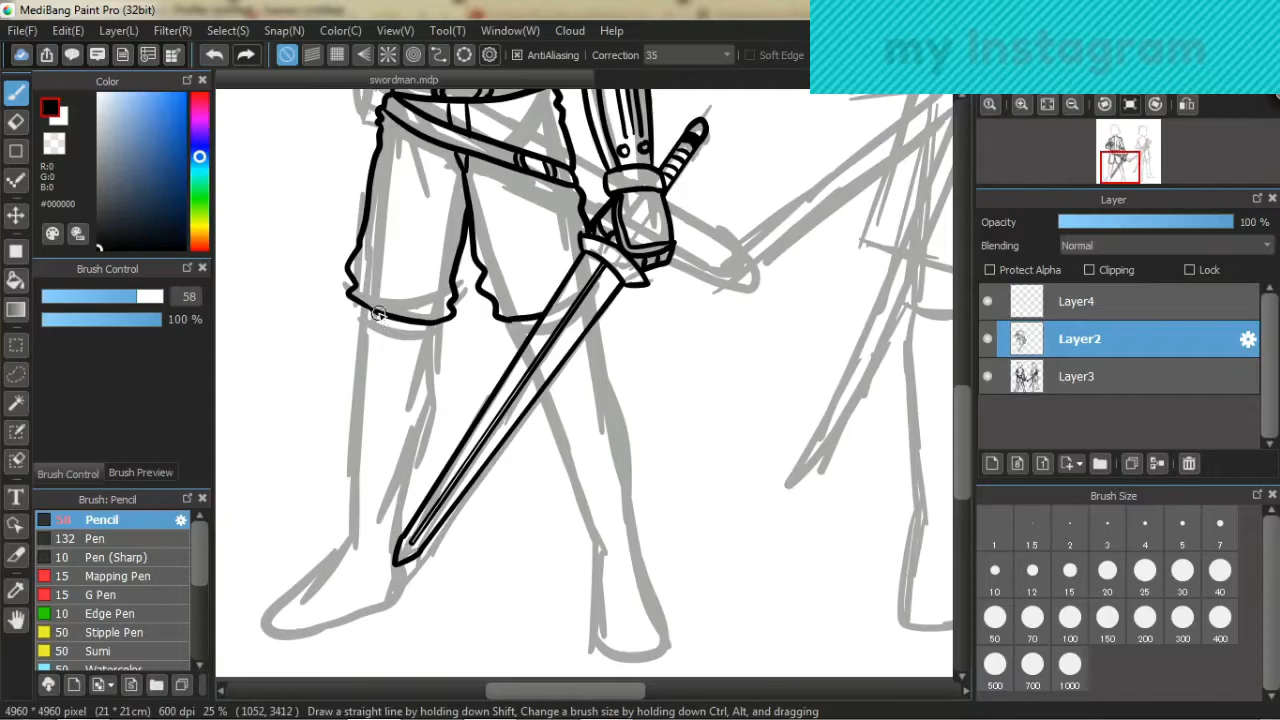 MediBang Paint Pro (32bit)
File(F) Edit(E) Layer(L) Filter(R) Select(S) Snap(N) Color(C) View(V) Tool(T) Window(W) Cloud Help
my Instagram
AntiAliasing Correction 35 Soft Edge
Color
swordman.mdp
R:0
G:0
B:0
#000000
Brush Control
58
100 %
Brush Control Brush Preview
Brush: Pencil
58 Pencil
132 Pen
10 Pen (Sharp)
15 Mapping Pen
15 G Pen
10 Edge Pen
50 Stipple Pen
50 Sumi
50 Watercolor
T
Layer
Opacity 100 %
Blending Normal
Protect Alpha Clipping Lock
Layer4
Layer2
Layer3
8 1
Brush Size
1 1.5 2 3 4 5 7
10 12 15 20 25 30 40
50 70 100 150 200 300 400
500 700 1000
4960 * 4960 pixel (21 * 21cm) 600 dpi 25 % ( 1052, 3412 ) Draw a straight line by holding down Shift, Change a brush size by holding down Ctrl, Alt, and dragging